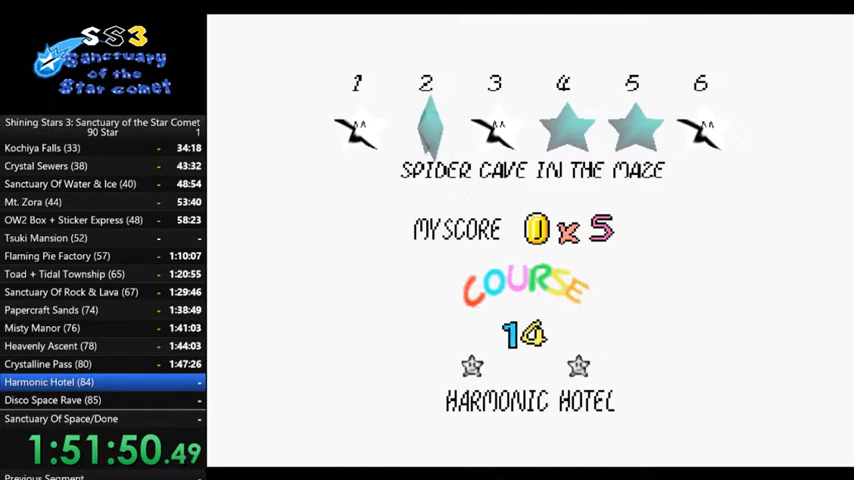 SS3
Sanctuary
of the
Star Comet
Shining Stars 3: Sanctuary of the Star Comet
90 Star 1
Kochiya Falls (33) - 34:18
Crystal Sewers (38) - 43:32
Sanctuary Of Water & Ice (40) - 48:54
Mt. Zora (44) - 53:40
OW2 Box + Sticker Express (48) - 58:23
Tsuki Mansion (52) - -
Flaming Pie Factory (57) - 1:10:07
Toad + Tidal Township (65) - 1:20:55
Sanctuary Of Rock & Lava (67) - 1:29:46
Papercraft Sands (74) - 1:38:49
Misty Manor (76) - 1:41:03
Heavenly Ascent (78) - 1:44:03
Crystalline Pass (80) - 1:47:26
Harmonic Hotel (84) -
Disco Space Rave (85) -
Sanctuary Of Space/Done -
1:51:50.49
Previous Segment -
1 2 3 4 5 6
SPIDER CAVE IN THE MAZE
MY SCORE x 5
COURSE
14
HARMONIC HOTEL